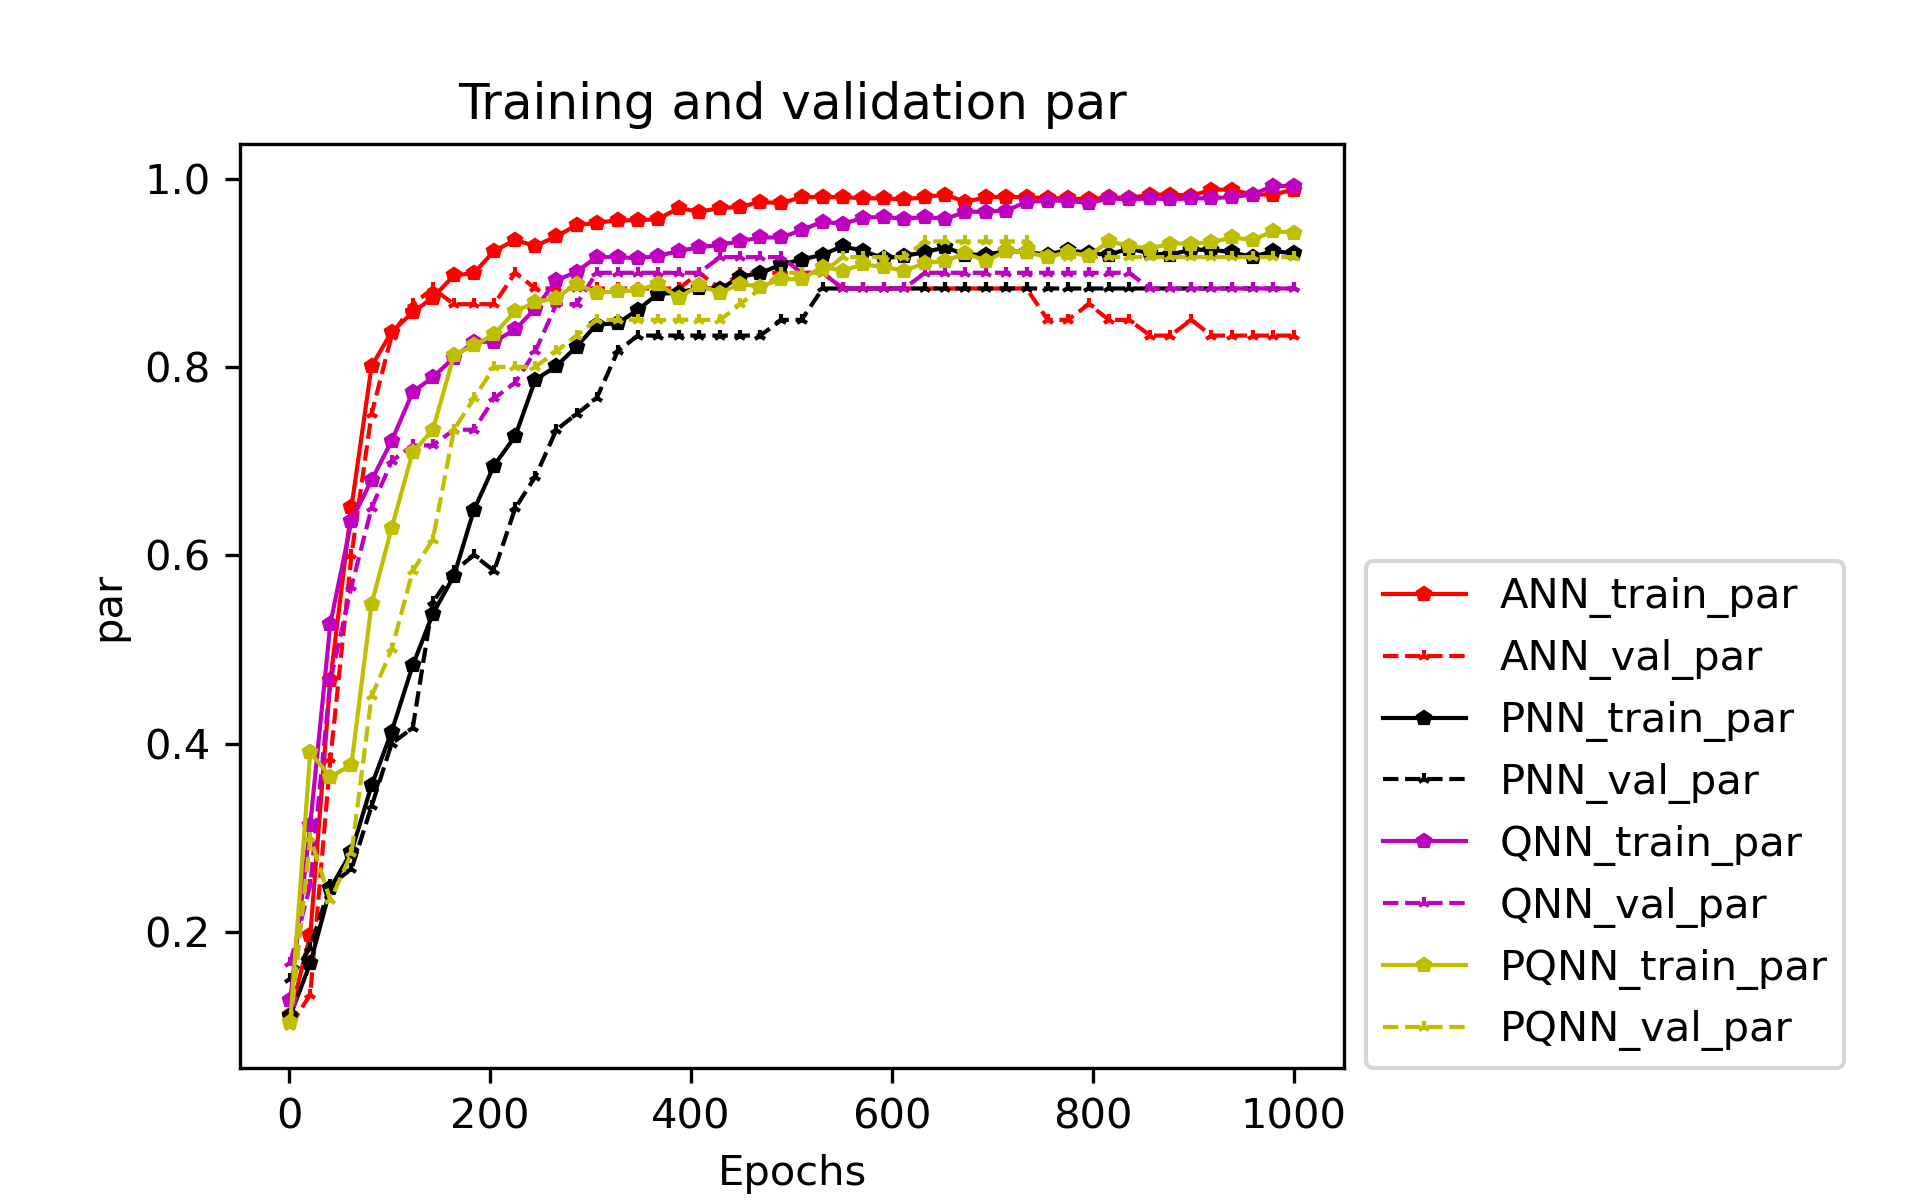 Training and validation par
1.0
0.8
0.6
0.4
0.2
par
0 200 400 600 800 1000
Epochs
ANN_train_par
ANN_val_par
PNN_train_par
PNN_val_par
QNN_train_par
QNN_val_par
PQNN_train_par
PQNN_val_par